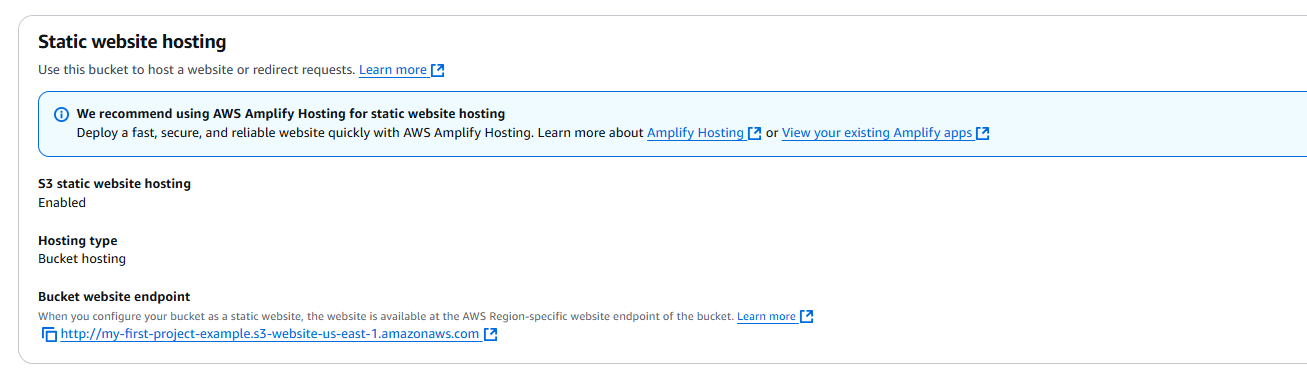 Static website hosting
Use this bucket to host a website or redirect requests. Learn more
We recommend using AWS Amplify Hosting for static website hosting
Deploy a fast, secure, and reliable website quickly with AWS Amplify Hosting. Learn more about Amplify Hosting or View your existing Amplify apps
S3 static website hosting
Enabled
Hosting type
Bucket hosting
Bucket website endpoint
When you configure your bucket as a static website, the website is available at the AWS Region-specific website endpoint of the bucket. Learn more
http://my-first-project-example.s3-website-us-east-1.amazonaws.com